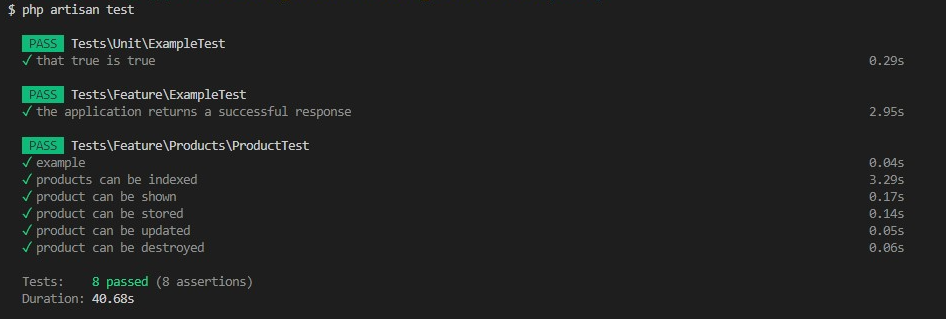 $ php artisan test
PASS Tests\Unit\ExampleTest
✓ that true is true 0.29s
PASS Tests\Feature\ExampleTest
✓ the application returns a successful response 2.95s
PASS Tests\Feature\Products\ProductTest
✓ example 0.04s
✓ products can be indexed 3.29s
✓ product can be shown 0.17s
✓ product can be stored 0.14s
✓ product can be updated 0.05s
✓ product can be destroyed 0.06s
Tests: 8 passed (8 assertions)
Duration: 40.68s